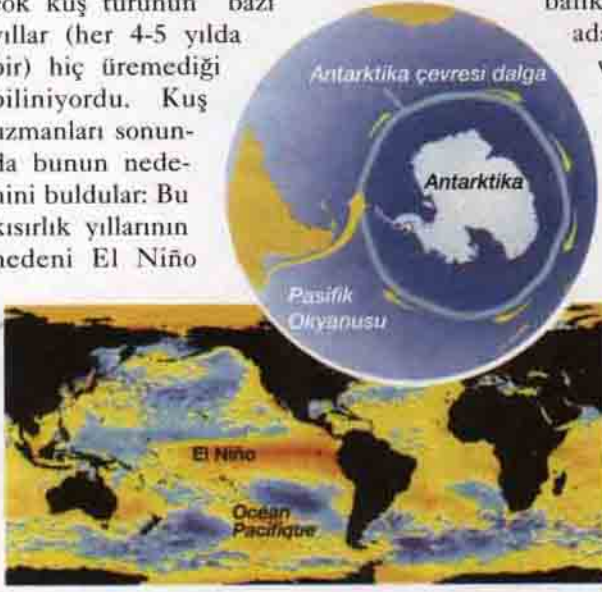 çok kuş türünün bazı
yıllar (her 4-5 yılda
bir) hiç üremediği
biliniyordu. Kuş
uzmanları sonun-
da bunun nede-
nini buldular: Bu
kısırlık yıllarının
nedeni El Niño
Antarktika çevresi dalga
Antarktika
Pasifik
Okyanusu
El Niño
Océan
Pacifique